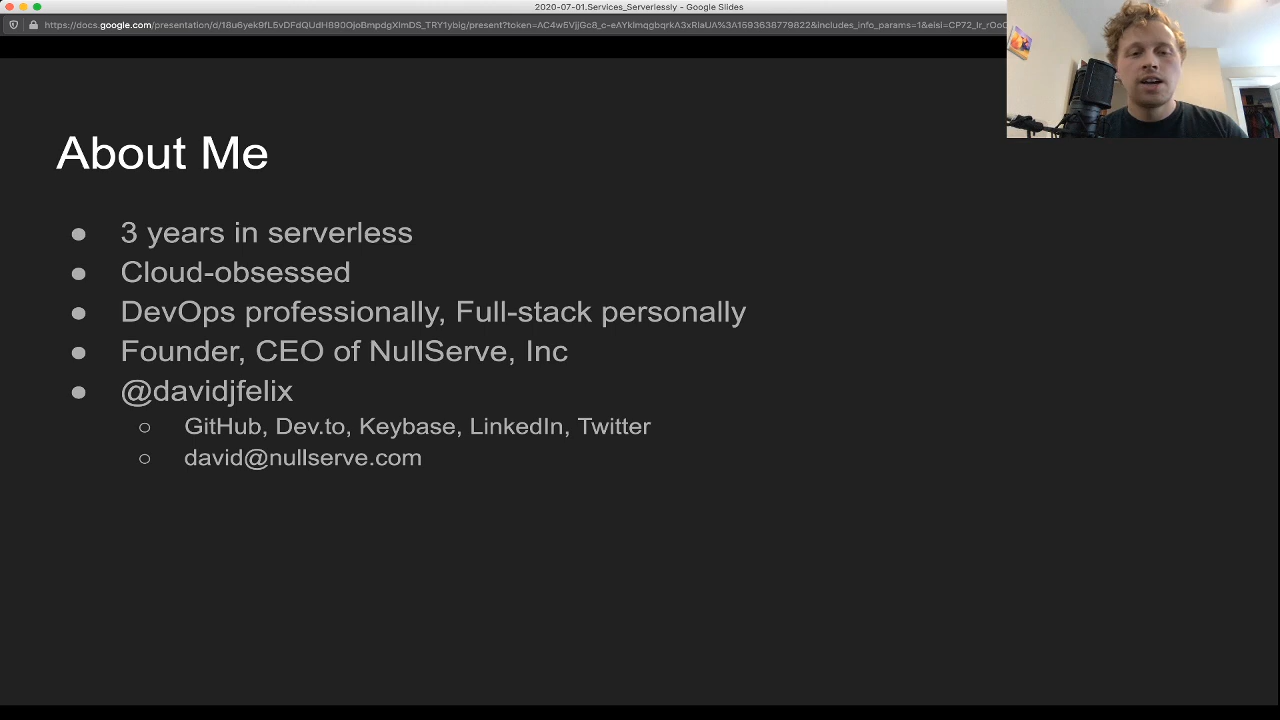 2020-07-01.Services_Serverlessly - Google Slides
About Me
● 3 years in serverless
● Cloud-obsessed
● DevOps professionally, Full-stack personally
● Founder, CEO of NullServe, Inc
● @davidjfelix
○ GitHub, Dev.to, Keybase, LinkedIn, Twitter
○ david@nullserve.com